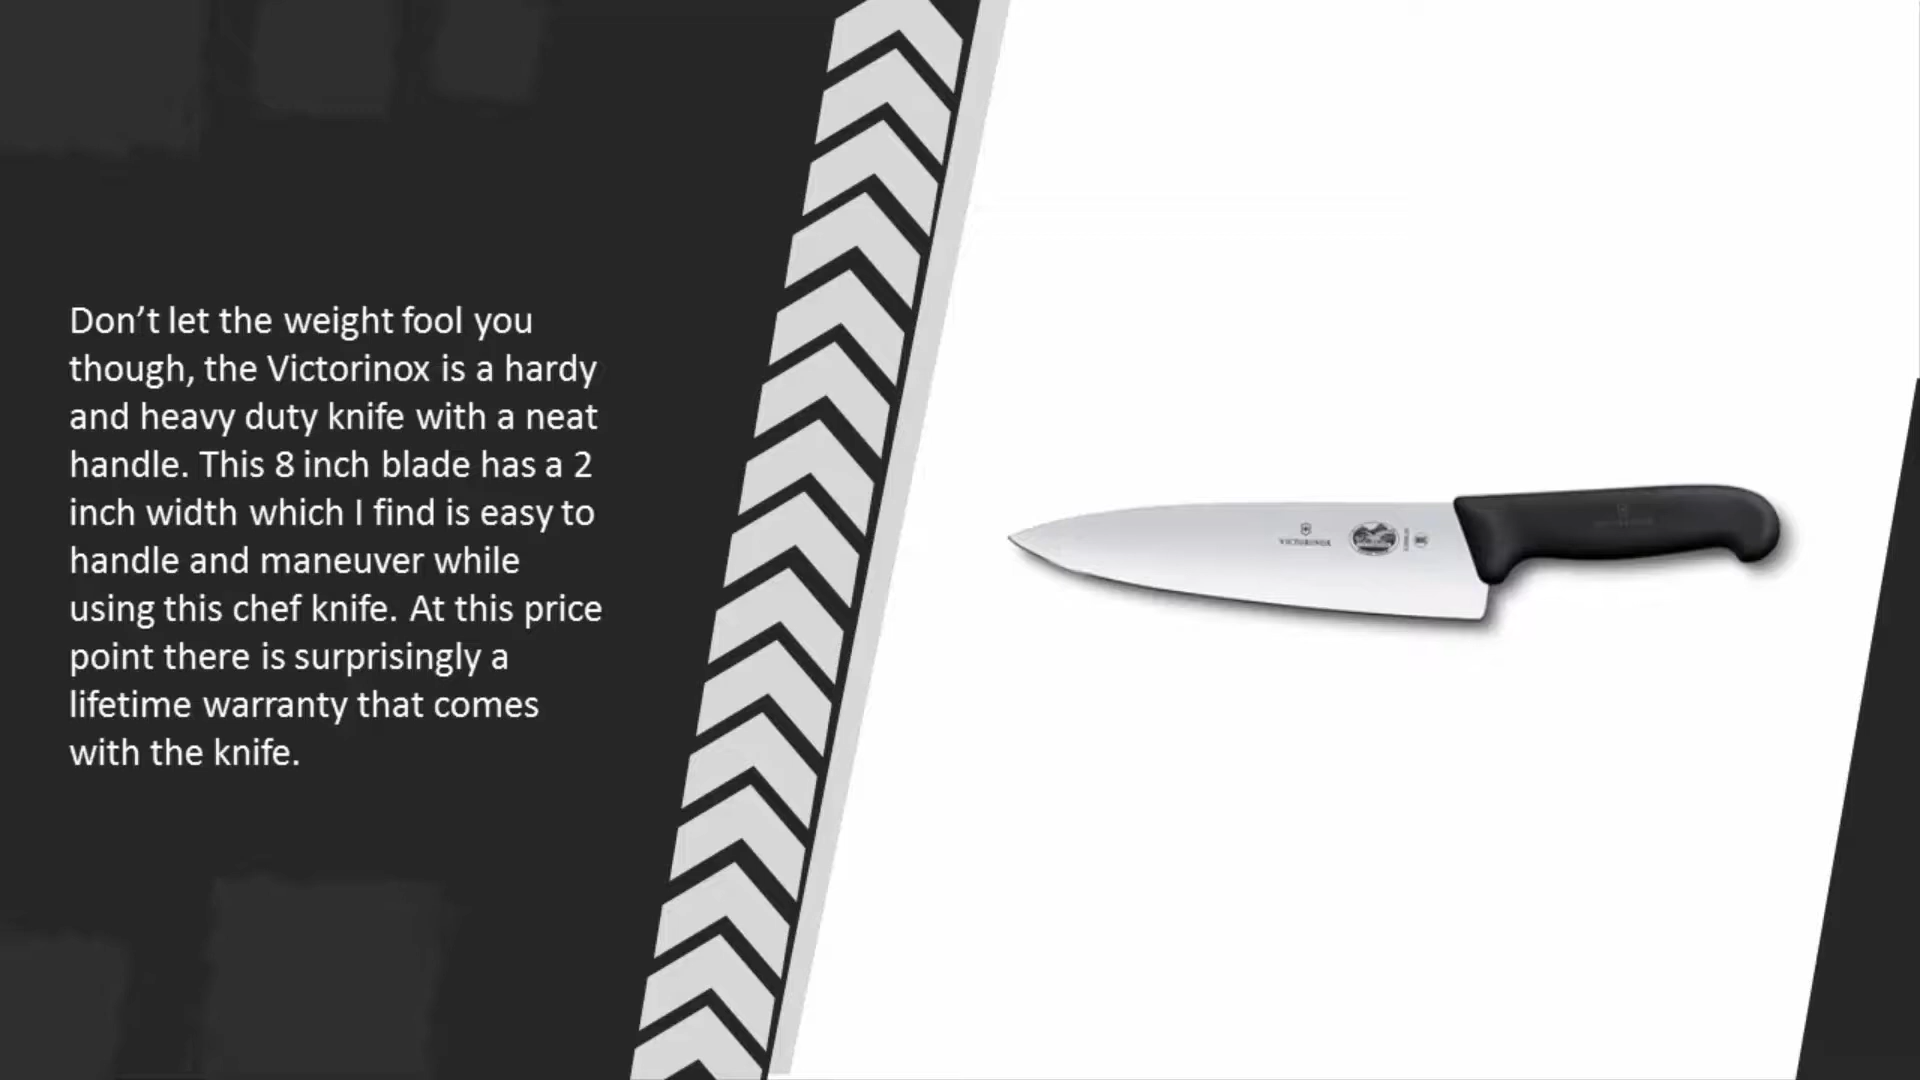 Don’t let the weight fool you
though, the Victorinox is a hardy
and heavy duty knife with a neat
handle. This 8 inch blade has a 2
inch width which I find is easy to
handle and maneuver while
using this chef knife. At this price
point there is surprisingly a
lifetime warranty that comes
with the knife.
VICTORINOX